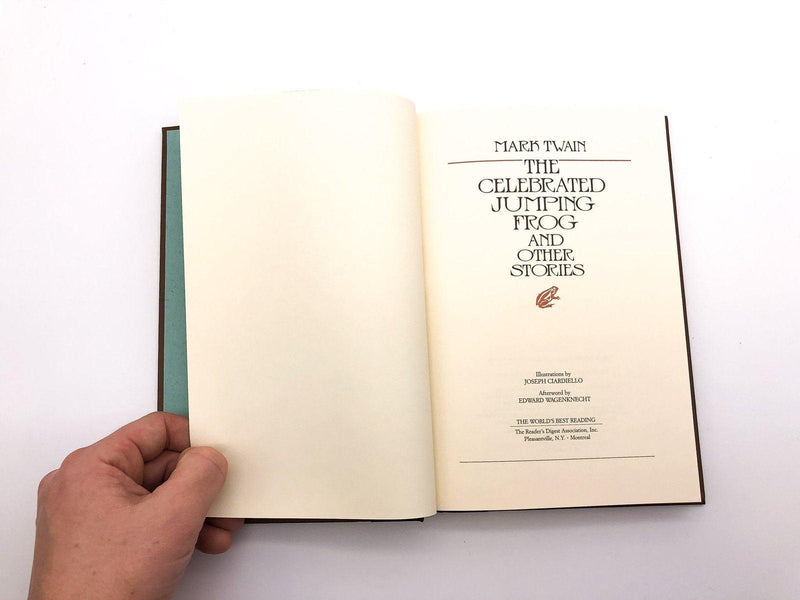 MARK TWAIN
THE
CELEBRATED
JUMPING
FROG
AND
OTHER
STORIES
Illustrations by
JOSEPH CIARDIELLO
Afterword by
EDWARD WAGENKNECHT
THE WORLD'S BEST READING
The Reader's Digest Association, Inc.
Pleasantville, N.Y. · Montreal